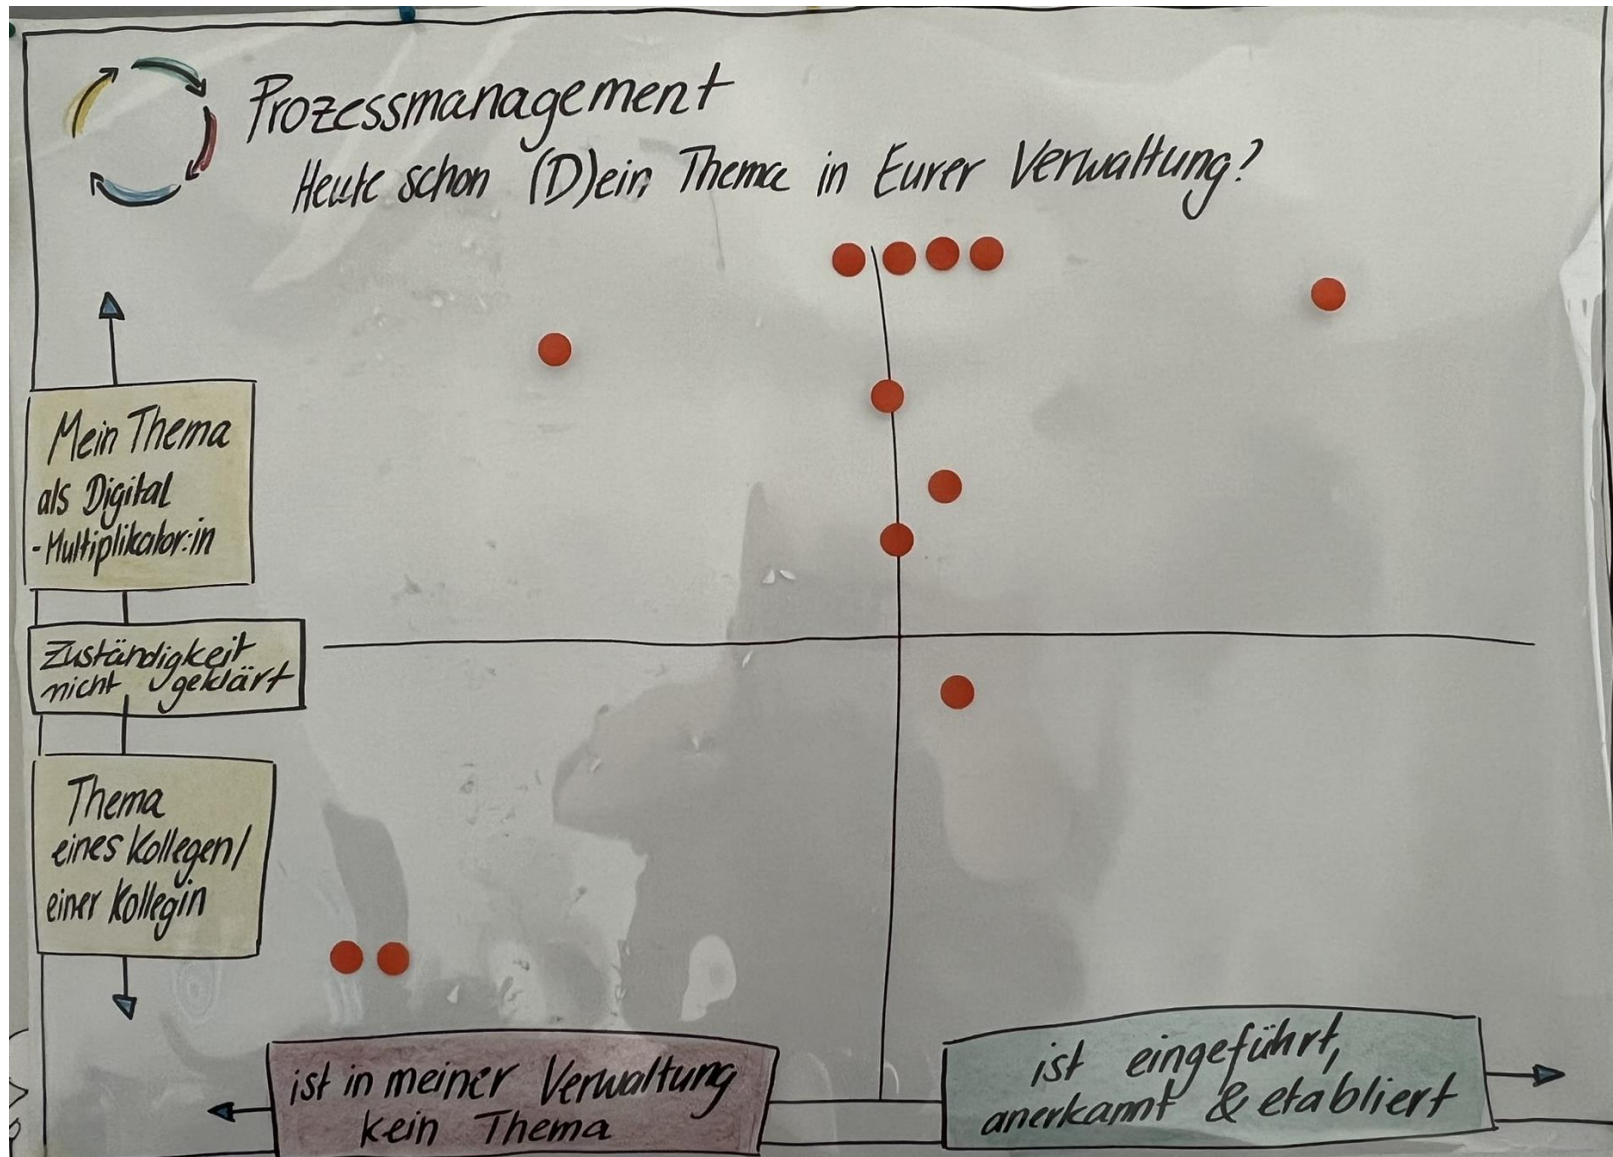 Prozessmanagement
Heute schon (D)ein Thema in Eurer Verwaltung?
Mein Thema
als Digital
-Multiplikator:in
Zuständigkeit
nicht geklärt
Thema
eines Kollegen/
einer Kollegin
ist in meiner Verwaltung
kein Thema
ist eingeführt,
anerkannt & etabliert